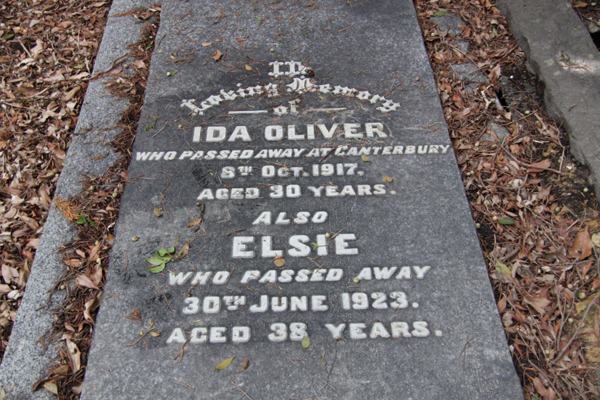 In
Loving Memory
of
IDA OLIVER
WHO PASSED AWAY AT CANTERBURY
8TH OCT. 1917.
AGED 30 YEARS.
ALSO
ELSIE
WHO PASSED AWAY
30TH JUNE 1923.
AGED 38 YEARS.